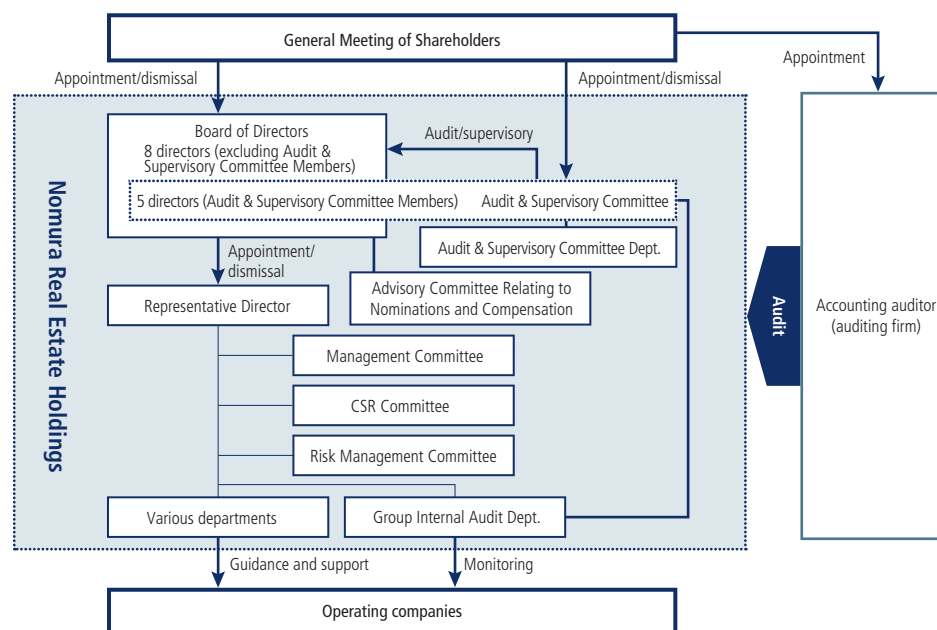 General Meeting of Shareholders
Appointment/dismissal
Appointment/dismissal
Appointment
Nomura Real Estate Holdings
Board of Directors
8 directors (excluding Audit &
Supervisory Committee Members)
Audit/supervisory
5 directors (Audit & Supervisory Committee Members)
Audit & Supervisory Committee
Audit & Supervisory Committee Dept.
Appointment/
dismissal
Advisory Committee Relating to
Nominations and Compensation
Representative Director
Audit
Accounting auditor
(auditing firm)
Management Committee
CSR Committee
Risk Management Committee
Various departments
Group Internal Audit Dept.
Guidance and support
Monitoring
Operating companies